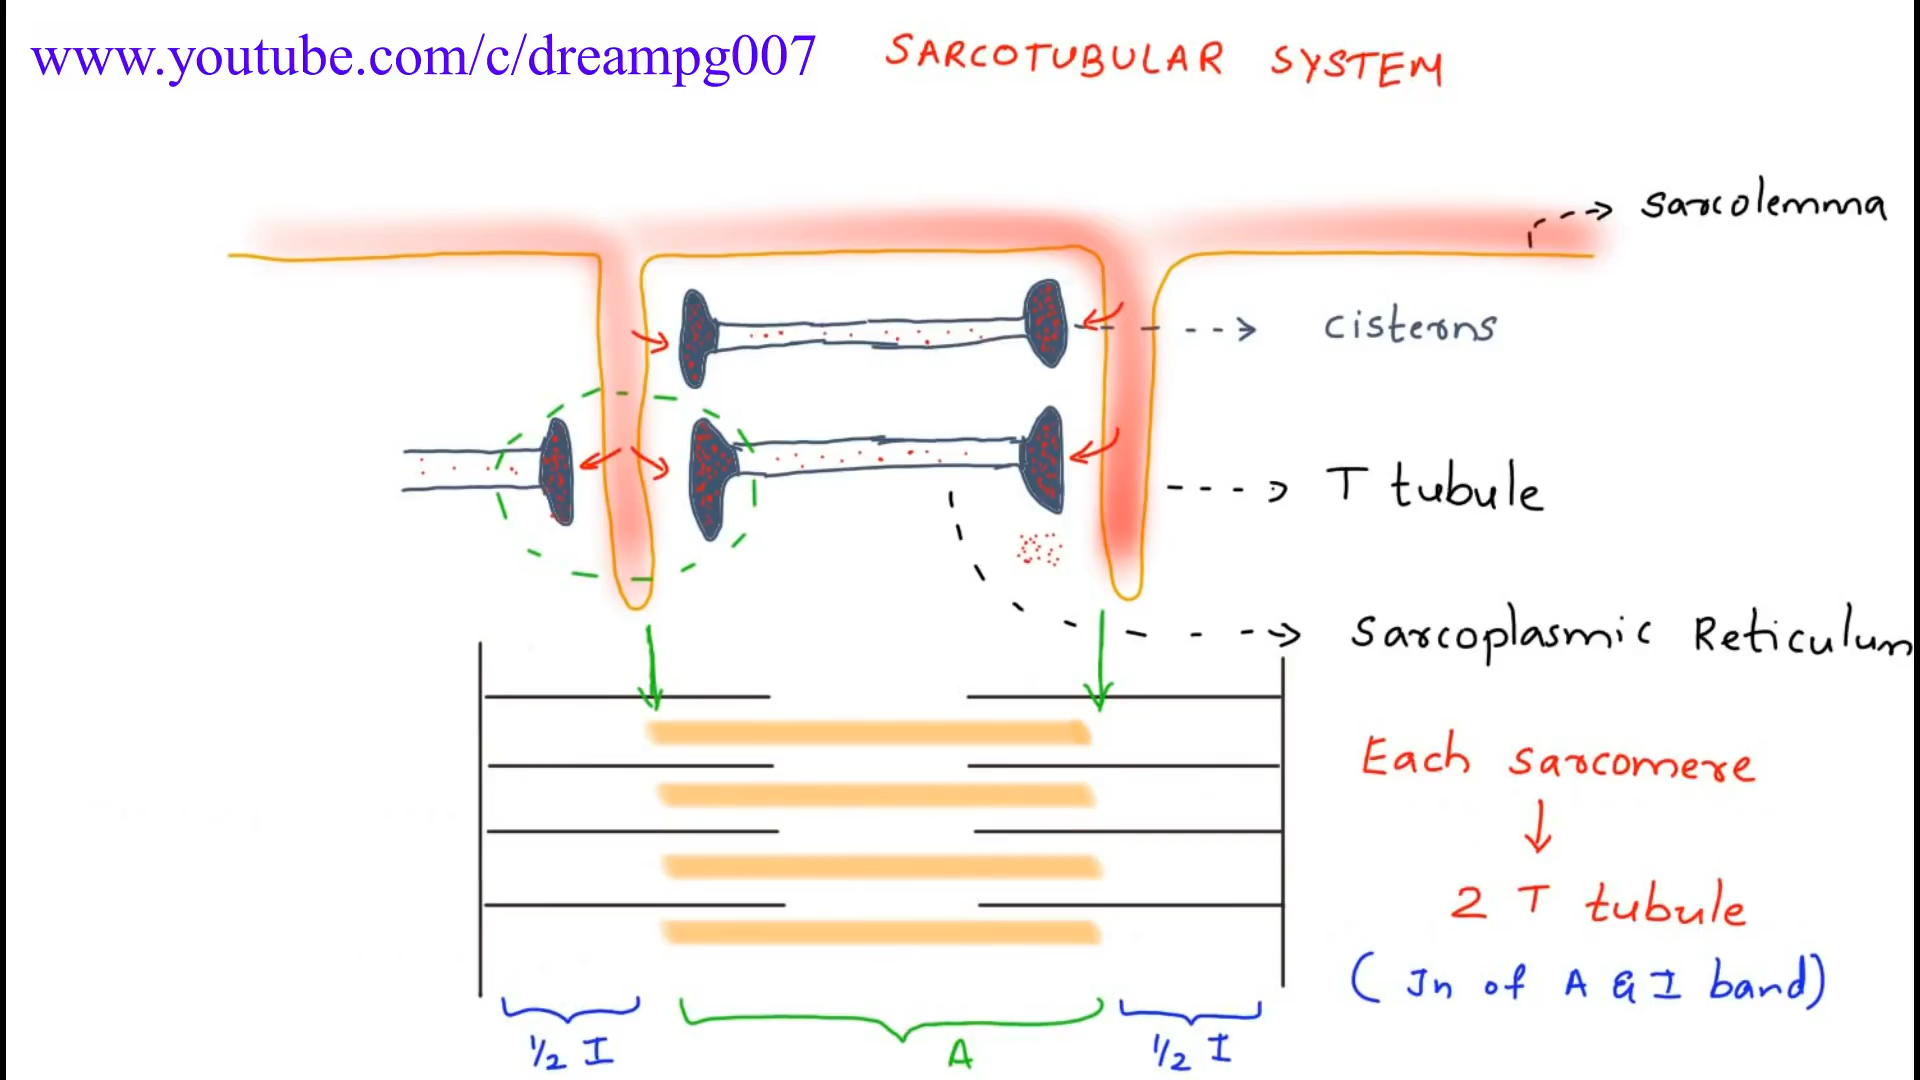 www.youtube.com/c/dreampg007
SARCOTUBULAR SYSTEM
sarcolemma
cisterns
T tubule
Sarcoplasmic Reticulum
Each sarcomere
2 T tubule
(Jn of A & I band)
1/2 I
A
1/2 I